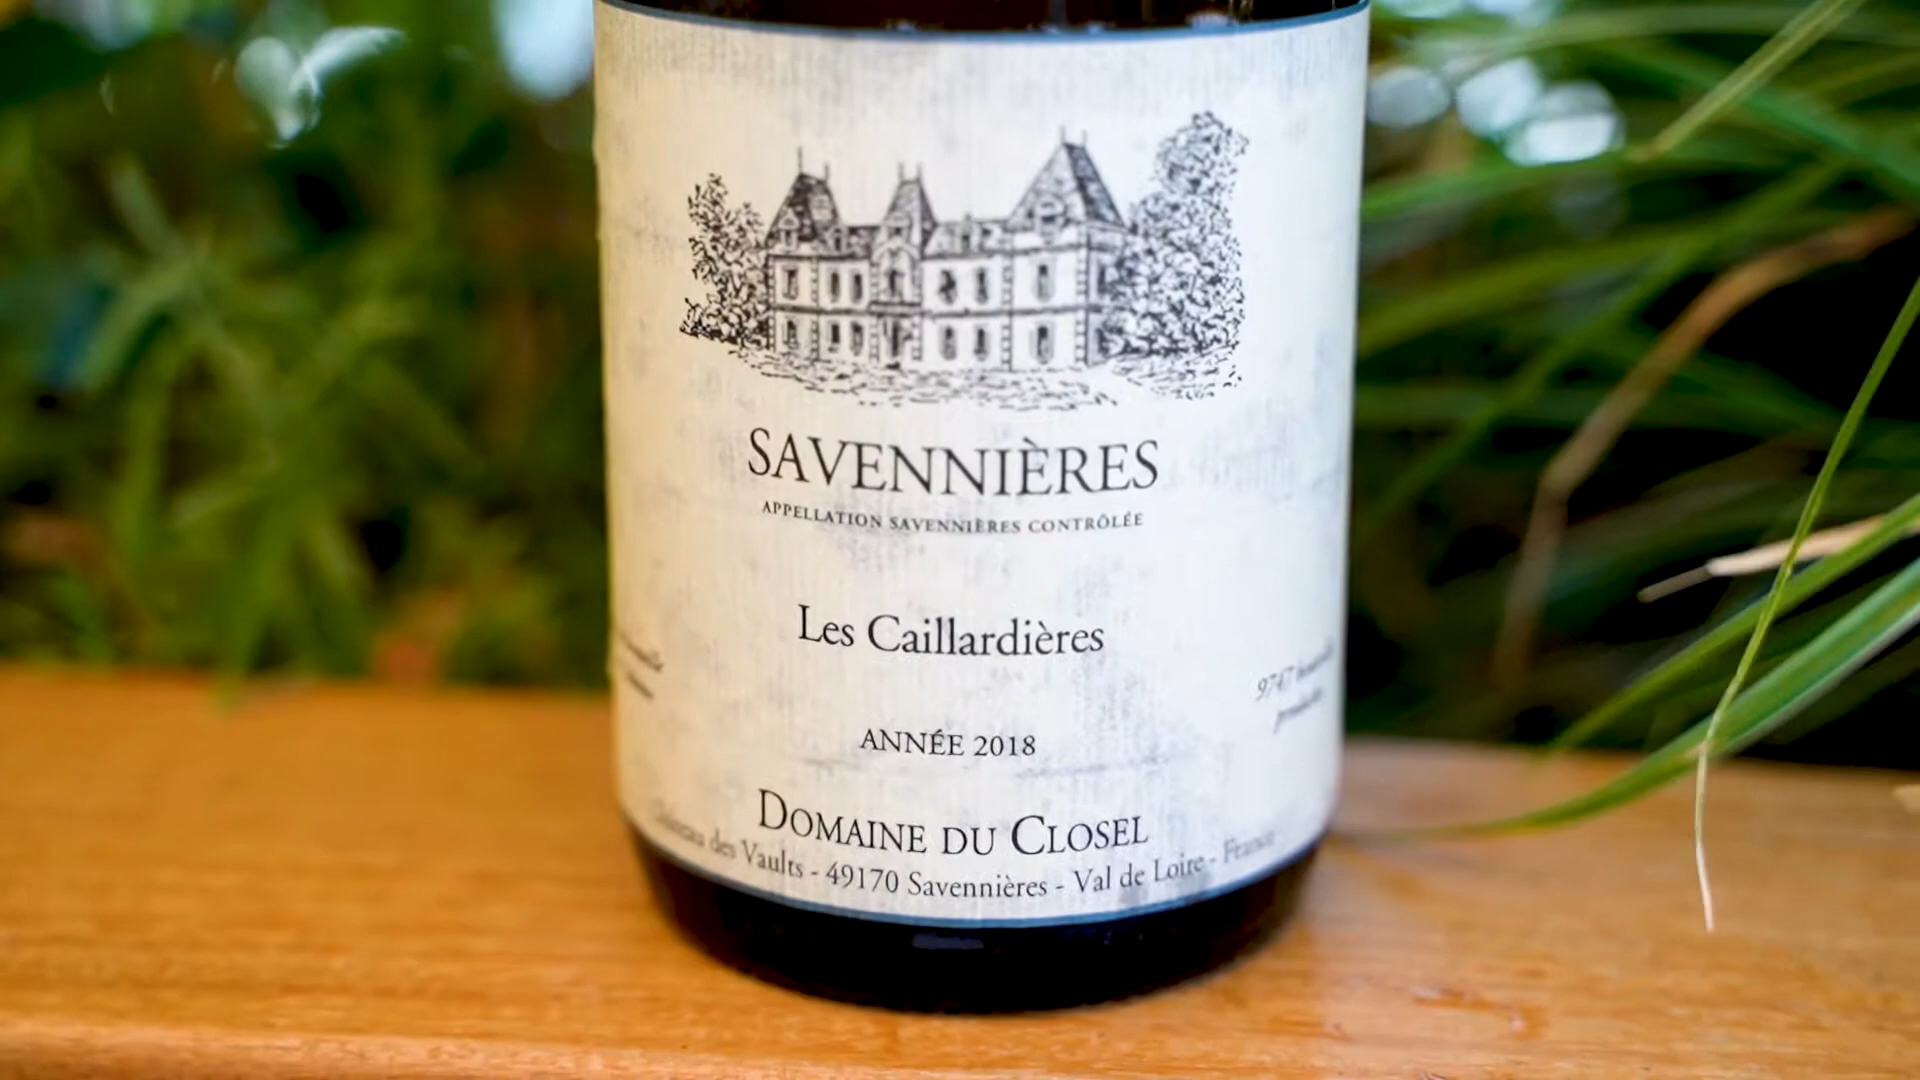 SAVENNIÈRES
APPELLATION SAVENNIÈRES CONTRÔLÉE
Les Caillardières
9747
ANNÉE 2018
DOMAINE DU CLOSEL
des Vaults - 49170 Savennières - Val de Loire - France